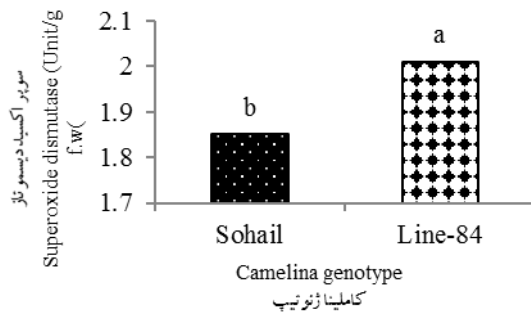 سوپر اکسید دیسموتاز
Superoxide dismutase (Unit/g
f.w(
2.1
2
1.9
1.8
1.7
b
a
Sohail
Line-84
Camelina genotype
کاملینا ژنوتیپ